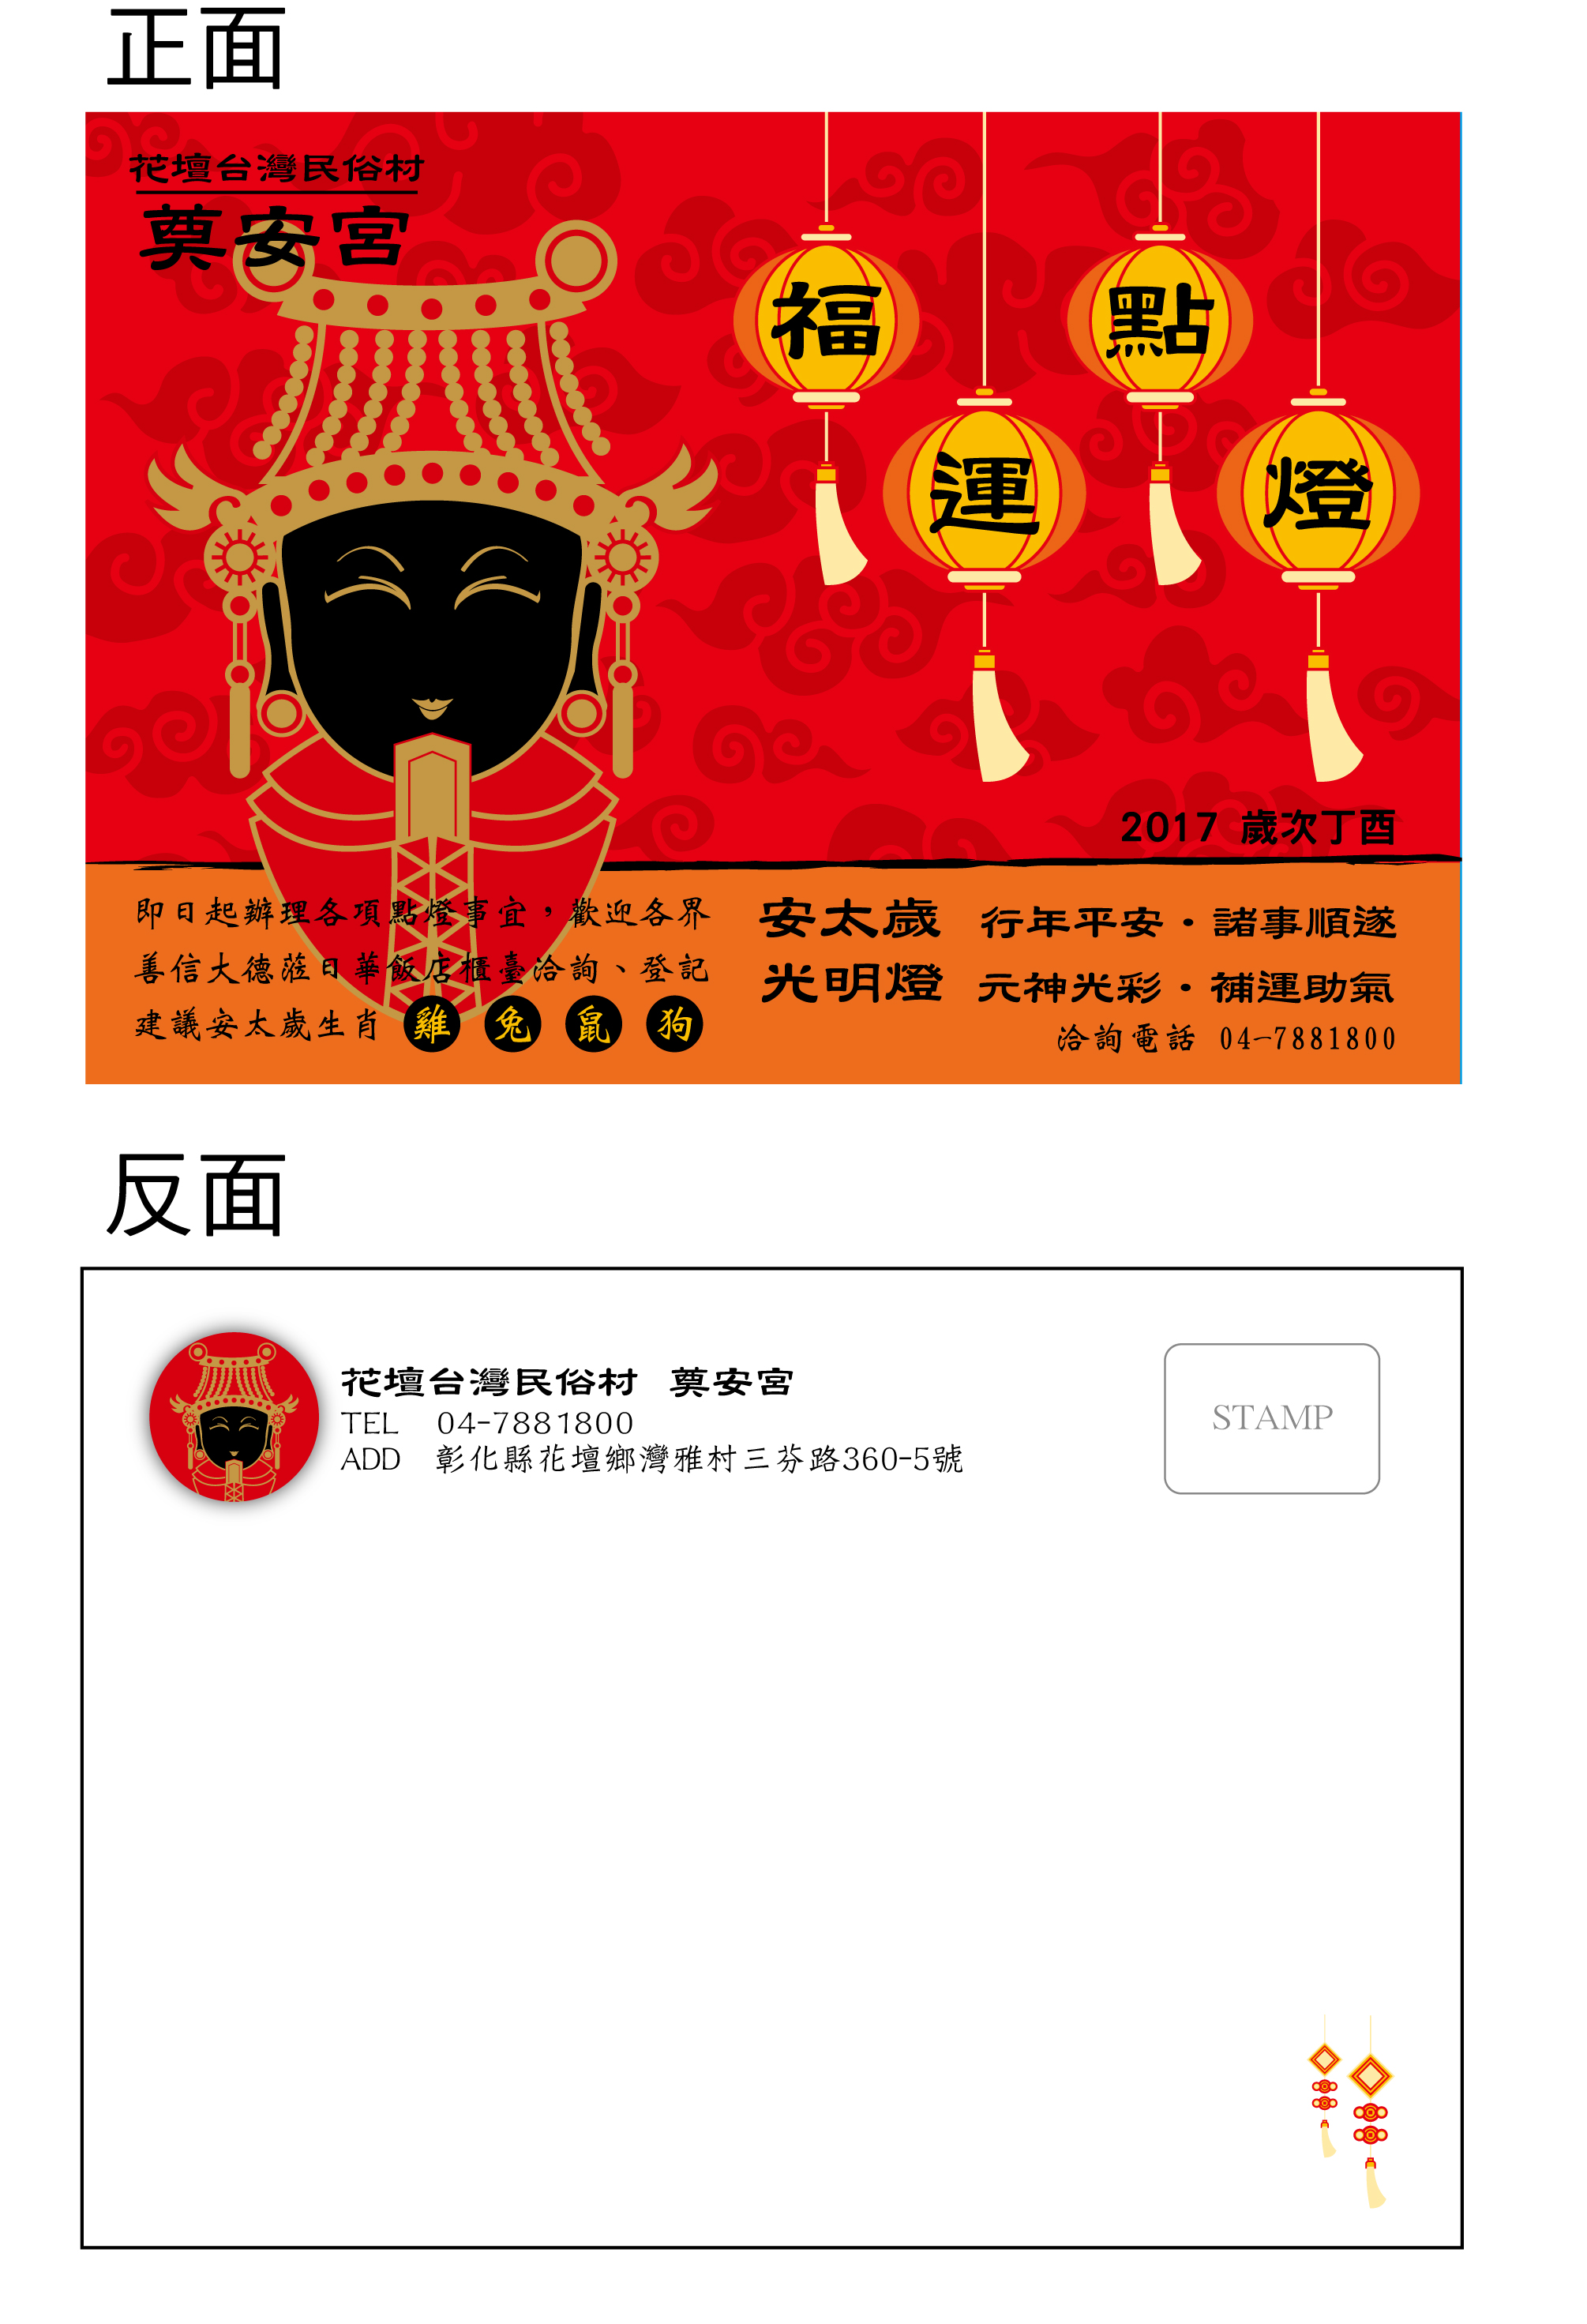 正面
花壇台灣民俗村
奠安宮
福運點燈
2017 歲次丁酉
即日起辦理各項點燈事宜，歡迎各界
善信大德蒞日華飯店櫃臺洽詢、登記
建議安太歲生肖 雞 兔 鼠 狗
安太歲 行年平安・諸事順遂
光明燈 元神光彩・補運助氣
洽詢電話 04-7881800
反面
花壇台灣民俗村 奠安宮
TEL 04-7881800
ADD 彰化縣花壇鄉灣雅村三芬路360-5號
STAMP